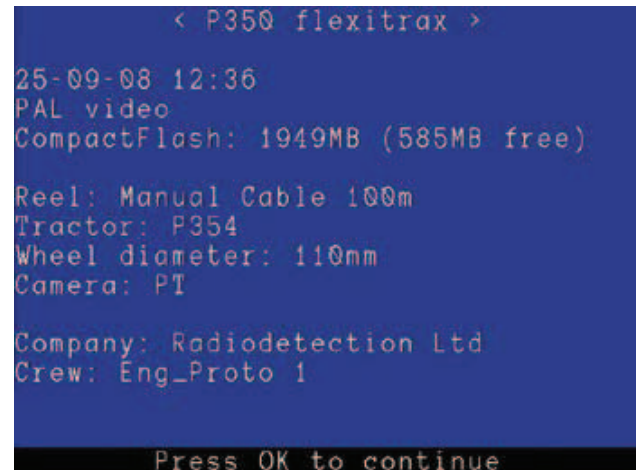 < P350 flexitrax >
25-09-08 12:36
PAL video
CompactFlash: 1949MB (585MB free)
Reel: Manual Cable 100m
Tractor: P354
Wheel diameter: 110mm
Camera: PT
Company: Radiodetection Ltd
Crew: Eng_Proto 1
Press OK to continue